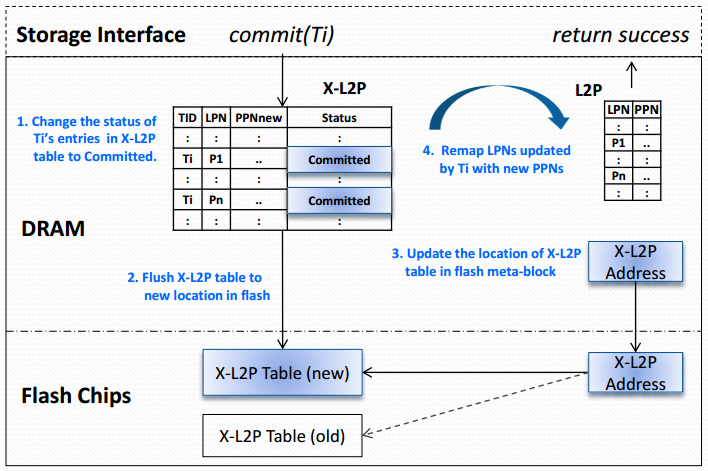 Storage Interface commit(Ti) return success
X-L2P
L2P
1. Change the status of
Ti's entries in X-L2P
table to Committed.
TID LPN PPNnew Status
: : : :
Ti P1 .. Committed
: : : :
Ti Pn .. Committed
: : : :
4. Remap LPNs updated
by Ti with new PPNs
LPN PPN
: :
P1 ..
: :
Pn ..
: :
DRAM
2. Flush X-L2P table to
new location in flash
3. Update the location of X-L2P
table in flash meta-block
X-L2P
Address
Flash Chips
X-L2P Table (new)
X-L2P
Address
X-L2P Table (old)